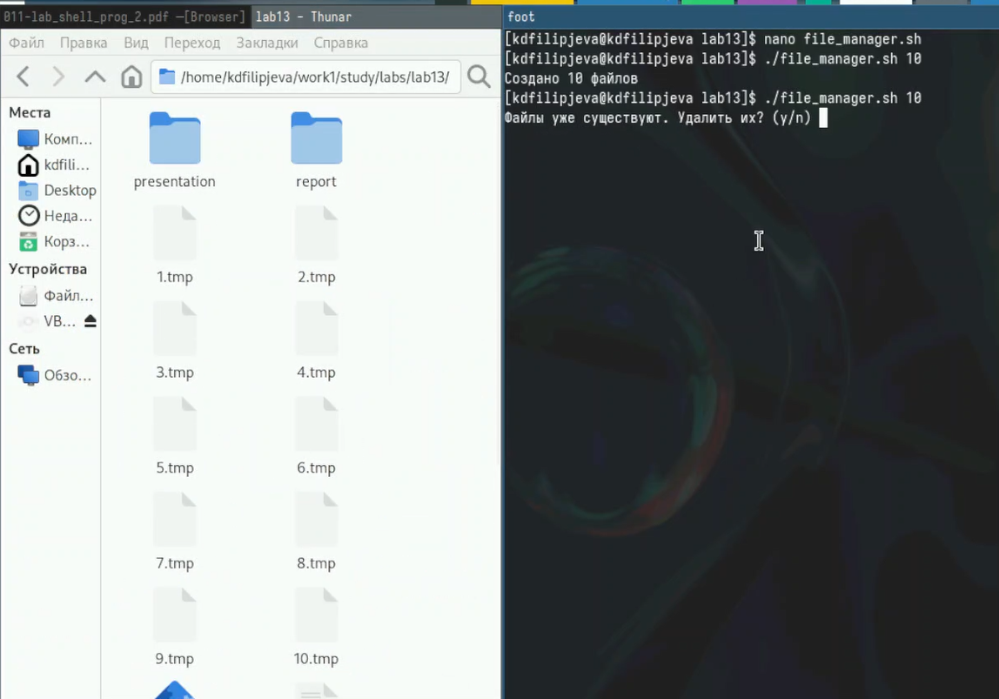 011-lab_shell_prog_2.pdf —[Browser]
lab13 - Thunar
Файл Правка Вид Переход Закладки Справка
/home/kdfilipjeva/work1/study/labs/lab13/
Места
Комп...
kdfili...
Desktop
Неда...
Корз...
Устройства
Файл...
VB...
Сеть
Обзо...
presentation
report
1.tmp
2.tmp
3.tmp
4.tmp
5.tmp
6.tmp
7.tmp
8.tmp
9.tmp
10.tmp
foot
[kdfilipjeva@kdfilipjeva lab13]$ nano file_manager.sh
[kdfilipjeva@kdfilipjeva lab13]$ ./file_manager.sh 10
Создано 10 файлов
[kdfilipjeva@kdfilipjeva lab13]$ ./file_manager.sh 10
Файлы уже существуют. Удалить их? (y/n)